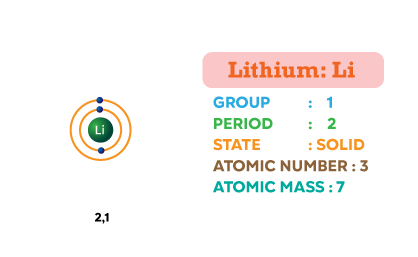 Lithium: Li
GROUP : 1
PERIOD : 2
STATE : SOLID
ATOMIC NUMBER : 3
ATOMIC MASS : 7
Li
2,1